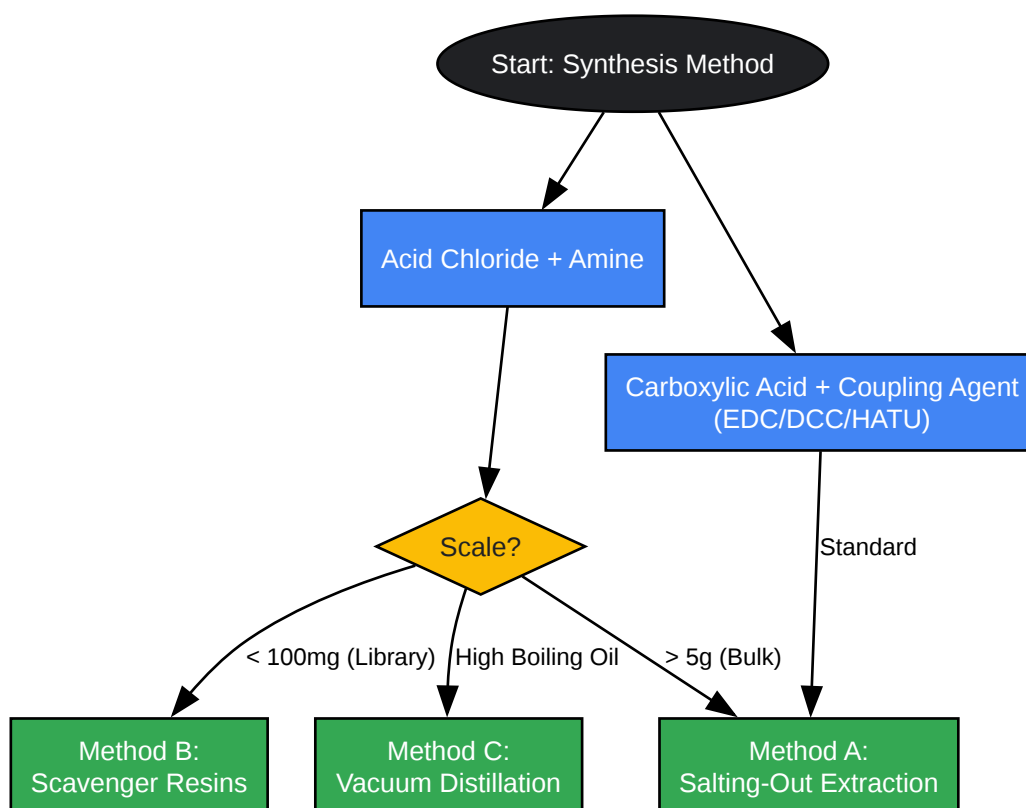 Start: Synthesis Method
Acid Chloride + Amine
Carboxylic Acid + Coupling Agent
(EDC/DCC/HATU)
Scale?
Standard
< 100mg (Library)
High Boiling Oil
> 5g (Bulk)
Method B:
Scavenger Resins
Method C:
Vacuum Distillation
Method A:
Salting-Out Extraction